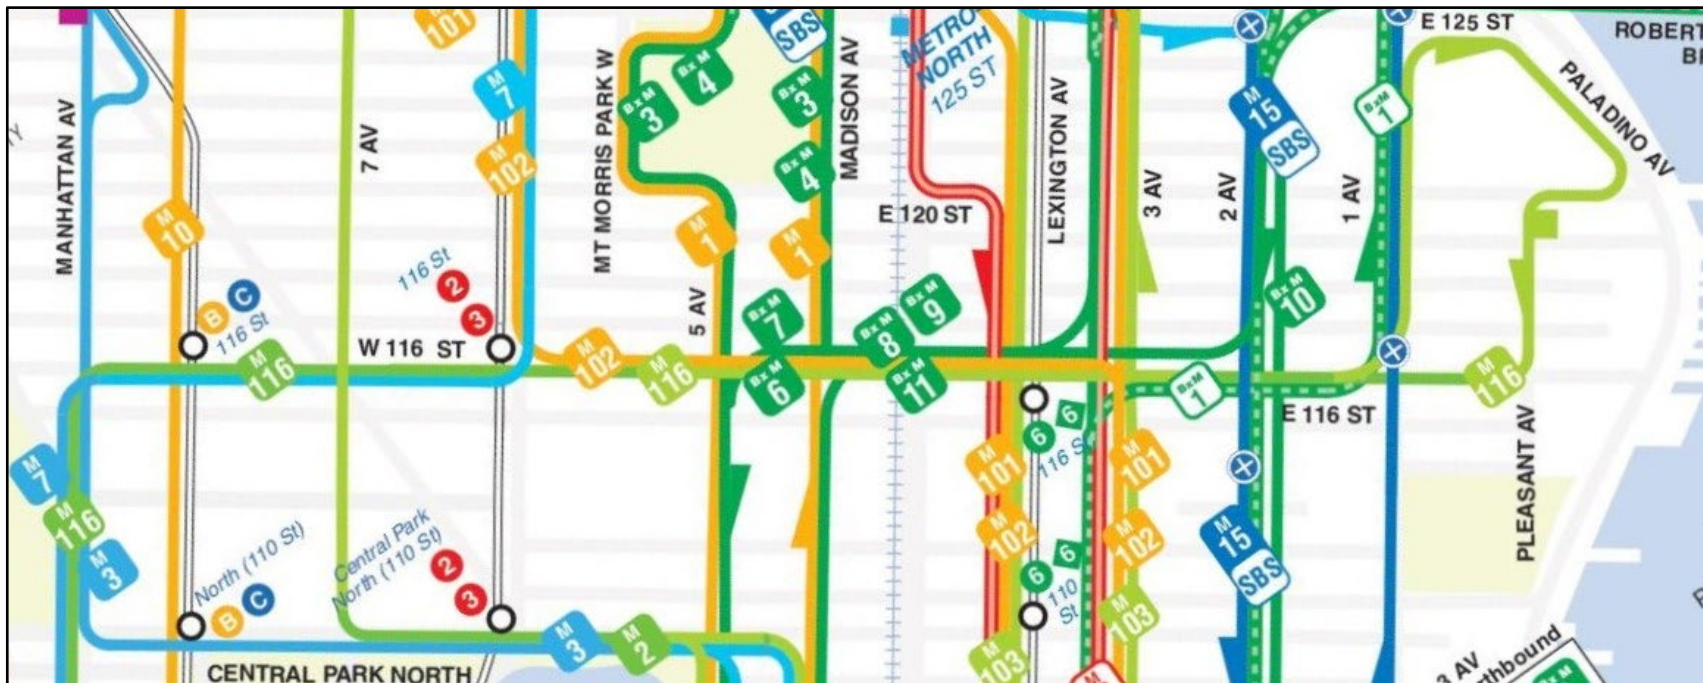 M
101
SBS
METRO-
NORTH
125 ST
E 125 ST
ROBERT
MANHATTAN AV
7 AV
M
7
M
102
MT MORRIS PARK W
BxM
3
BxM
4
BxM
3
BxM
4
MADISON AV
LEXINGTON AV
3 AV
2 AV
M
15
SBS
1 AV
BxM
1
PALADINO AV
M
10
M
1
M
1
E 120 ST
116 St
2
3
B
C
116 St
5 AV
BxM
7
BxM
8
BxM
9
BxM
10
W 116 ST
M
116
M
102
M
116
BxM
6
BxM
11
BxM
1
E 116 ST
M
116
PLEASANT AV
M
7
M
116
M
3
6
6
116 S
M
101
M
101
M
102
M
102
M
15
SBS
North (110 St)
B
C
Central Park
North (110 St)
2
3
6
6
110
St
M
103
M
103
M
3
M
2
CENTRAL PARK NORTH
M
3 AV
rthbound
BxM